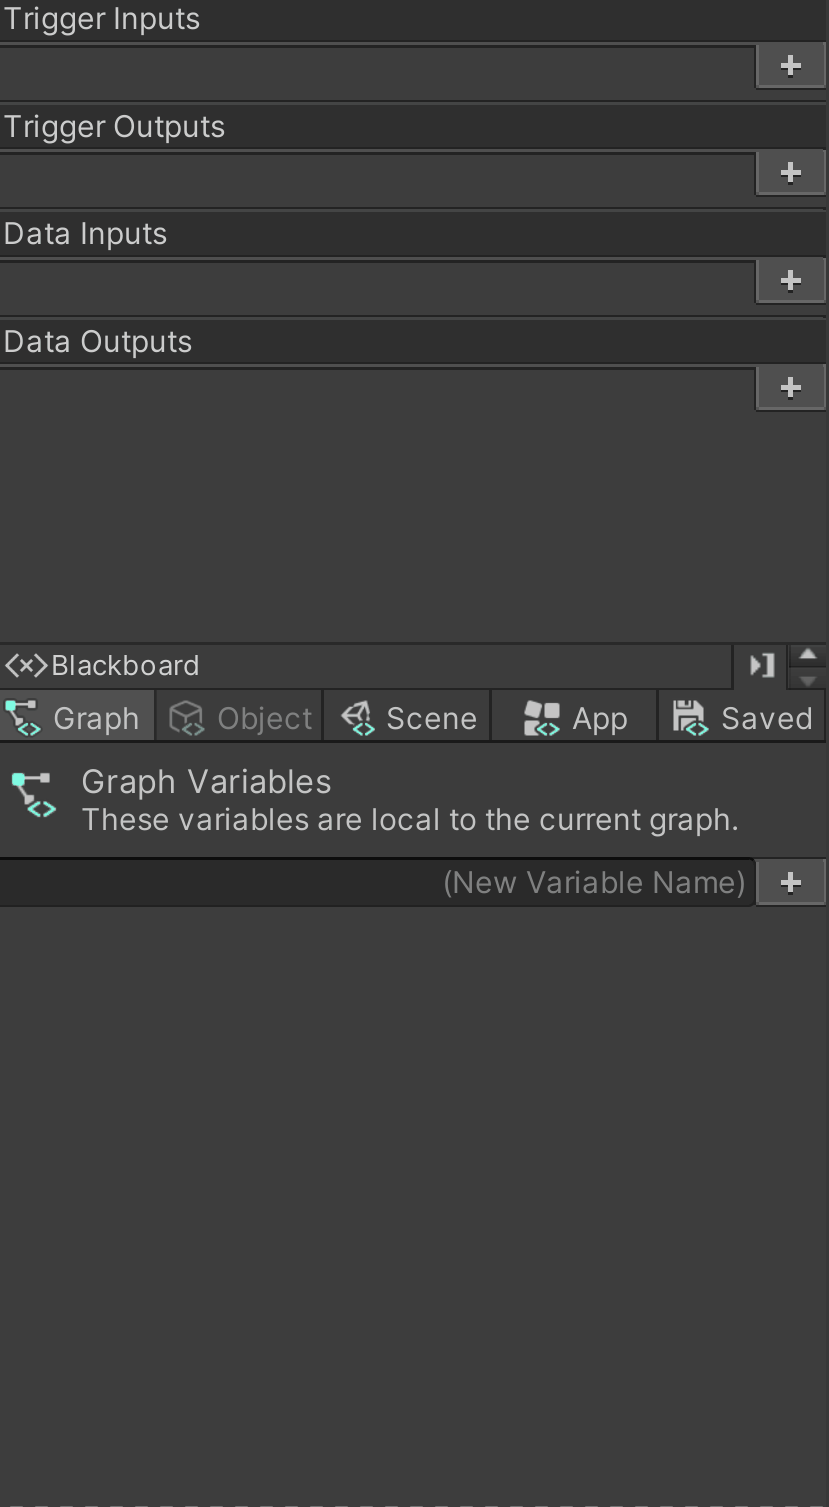 Trigger Inputs
Trigger Outputs
Data Inputs
Data Outputs
Blackboard
Graph Object Scene App Saved
Graph Variables
These variables are local to the current graph.
(New Variable Name)